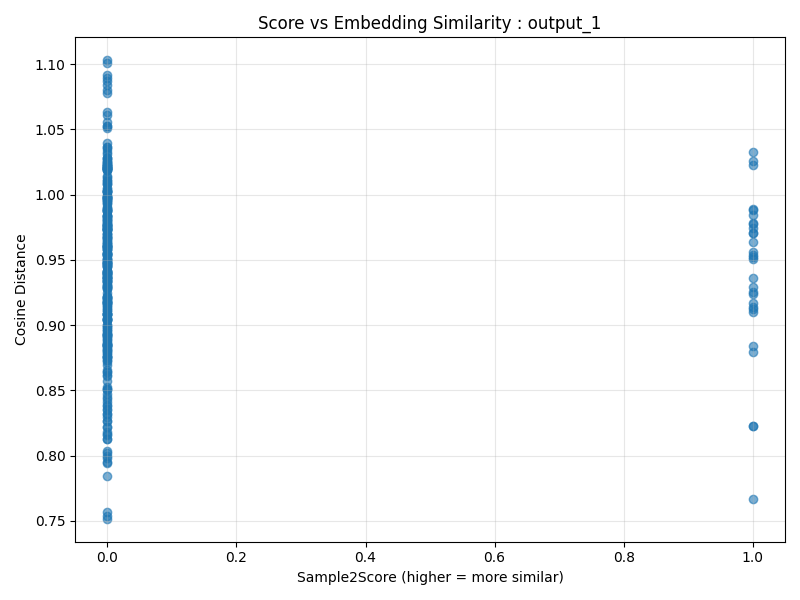 Score vs Embedding Similarity : output_1
1.10
1.05
1.00
0.95
0.90
0.85
0.80
0.75
Cosine Distance
0.0 0.2 0.4 0.6 0.8 1.0
Sample2Score (higher = more similar)